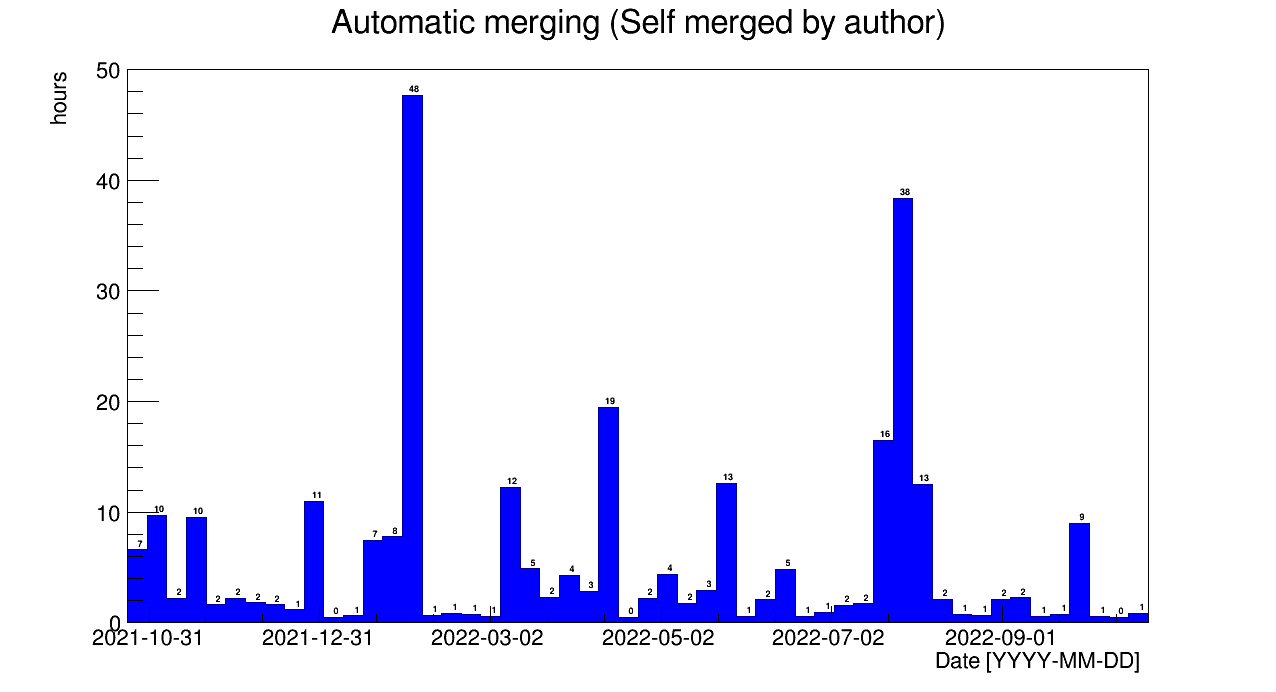 Automatic merging (Self merged by author)
hours
50
40
30
20
10
0
7 10 2 10 2 2 2 2 1 11 0 1 7 8 48 1 1 1 1 12 5 2 4 3 19 0 2 4 2 3 13 1 2 5 1 1 2 2 16 38 13 2 1 1 2 2 1 1 9 1 0 1
2021-10-31 2021-12-31 2022-03-02 2022-05-02 2022-07-02 2022-09-01
Date [YYYY-MM-DD]